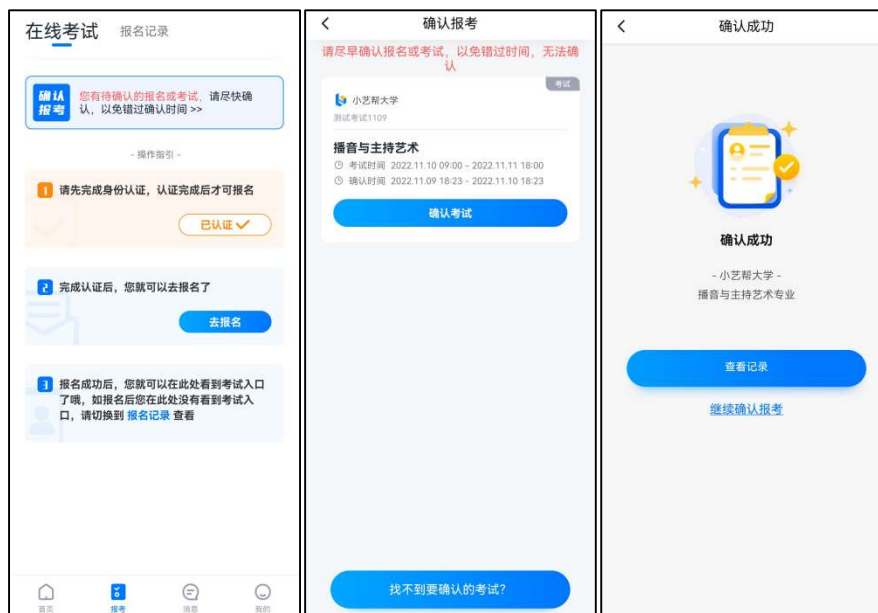 在线考试 报名记录
确认
报考
您有待确认的报名或考试，请尽快确
认，以免错过确认时间 >>
- 操作指引 -
1 请先完成身份认证，认证完成后才可报名
已认证
2 完成认证后，您就可以去报名了
去报名
3 报名成功后，您就可以在此处看到考试入口
了哦，如报名后您在此处没有看到考试入
口，请切换到 报名记录 查看
首页 报考 消息 我的
确认报考
请尽早确认报名或考试，以免错过时间，无法确
认
考试
小艺帮大学
测试考试1109
播音与主持艺术
考试时间 2022.11.10 09:00 - 2022.11.11 18:00
确认时间 2022.11.09 18:23 - 2022.11.10 18:23
确认考试
找不到要确认的考试？
确认成功
确认成功
- 小艺帮大学 -
播音与主持艺术专业
查看记录
继续确认报考